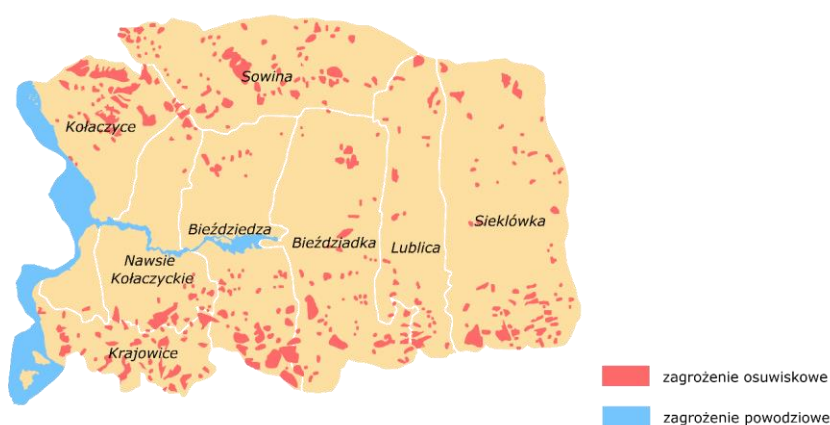 Sowina
Kołaczyce
Bieździedza
Bieździadka
Lublica
Sieklówka
Nawsie
Kołaczyckie
Krajowice
zagrożenie osuwiskowe
zagrożenie powodziowe